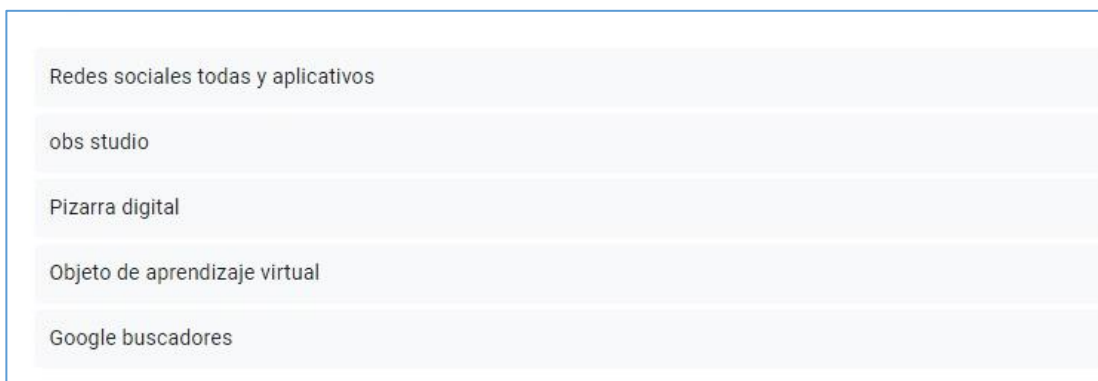 Redes sociales todas y aplicativos
obs studio
Pizarra digital
Objeto de aprendizaje virtual
Google buscadores